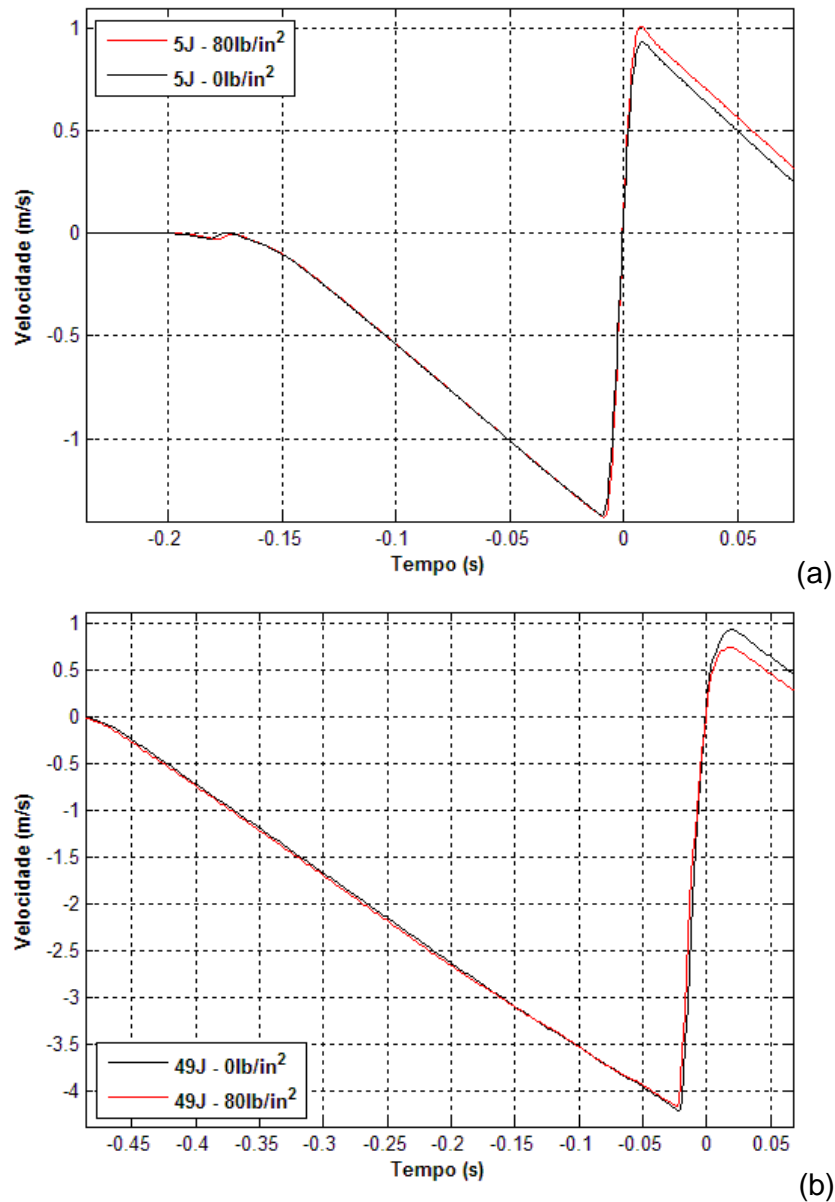 1
5J - 80lb/in²
5J - 0lb/in²
0.5
0
-0.5
-1
Velocidade (m/s)
-0.2 -0.15 -0.1 -0.05 0 0.05
Tempo (s)
(a)
1
0.5
0
-0.5
-1
-1.5
-2
-2.5
-3
-3.5
-4
Velocidade (m/s)
49J - 0lb/in²
49J - 80lb/in²
-0.45 -0.4 -0.35 -0.3 -0.25 -0.2 -0.15 -0.1 -0.05 0 0.05
Tempo (s)
(b)